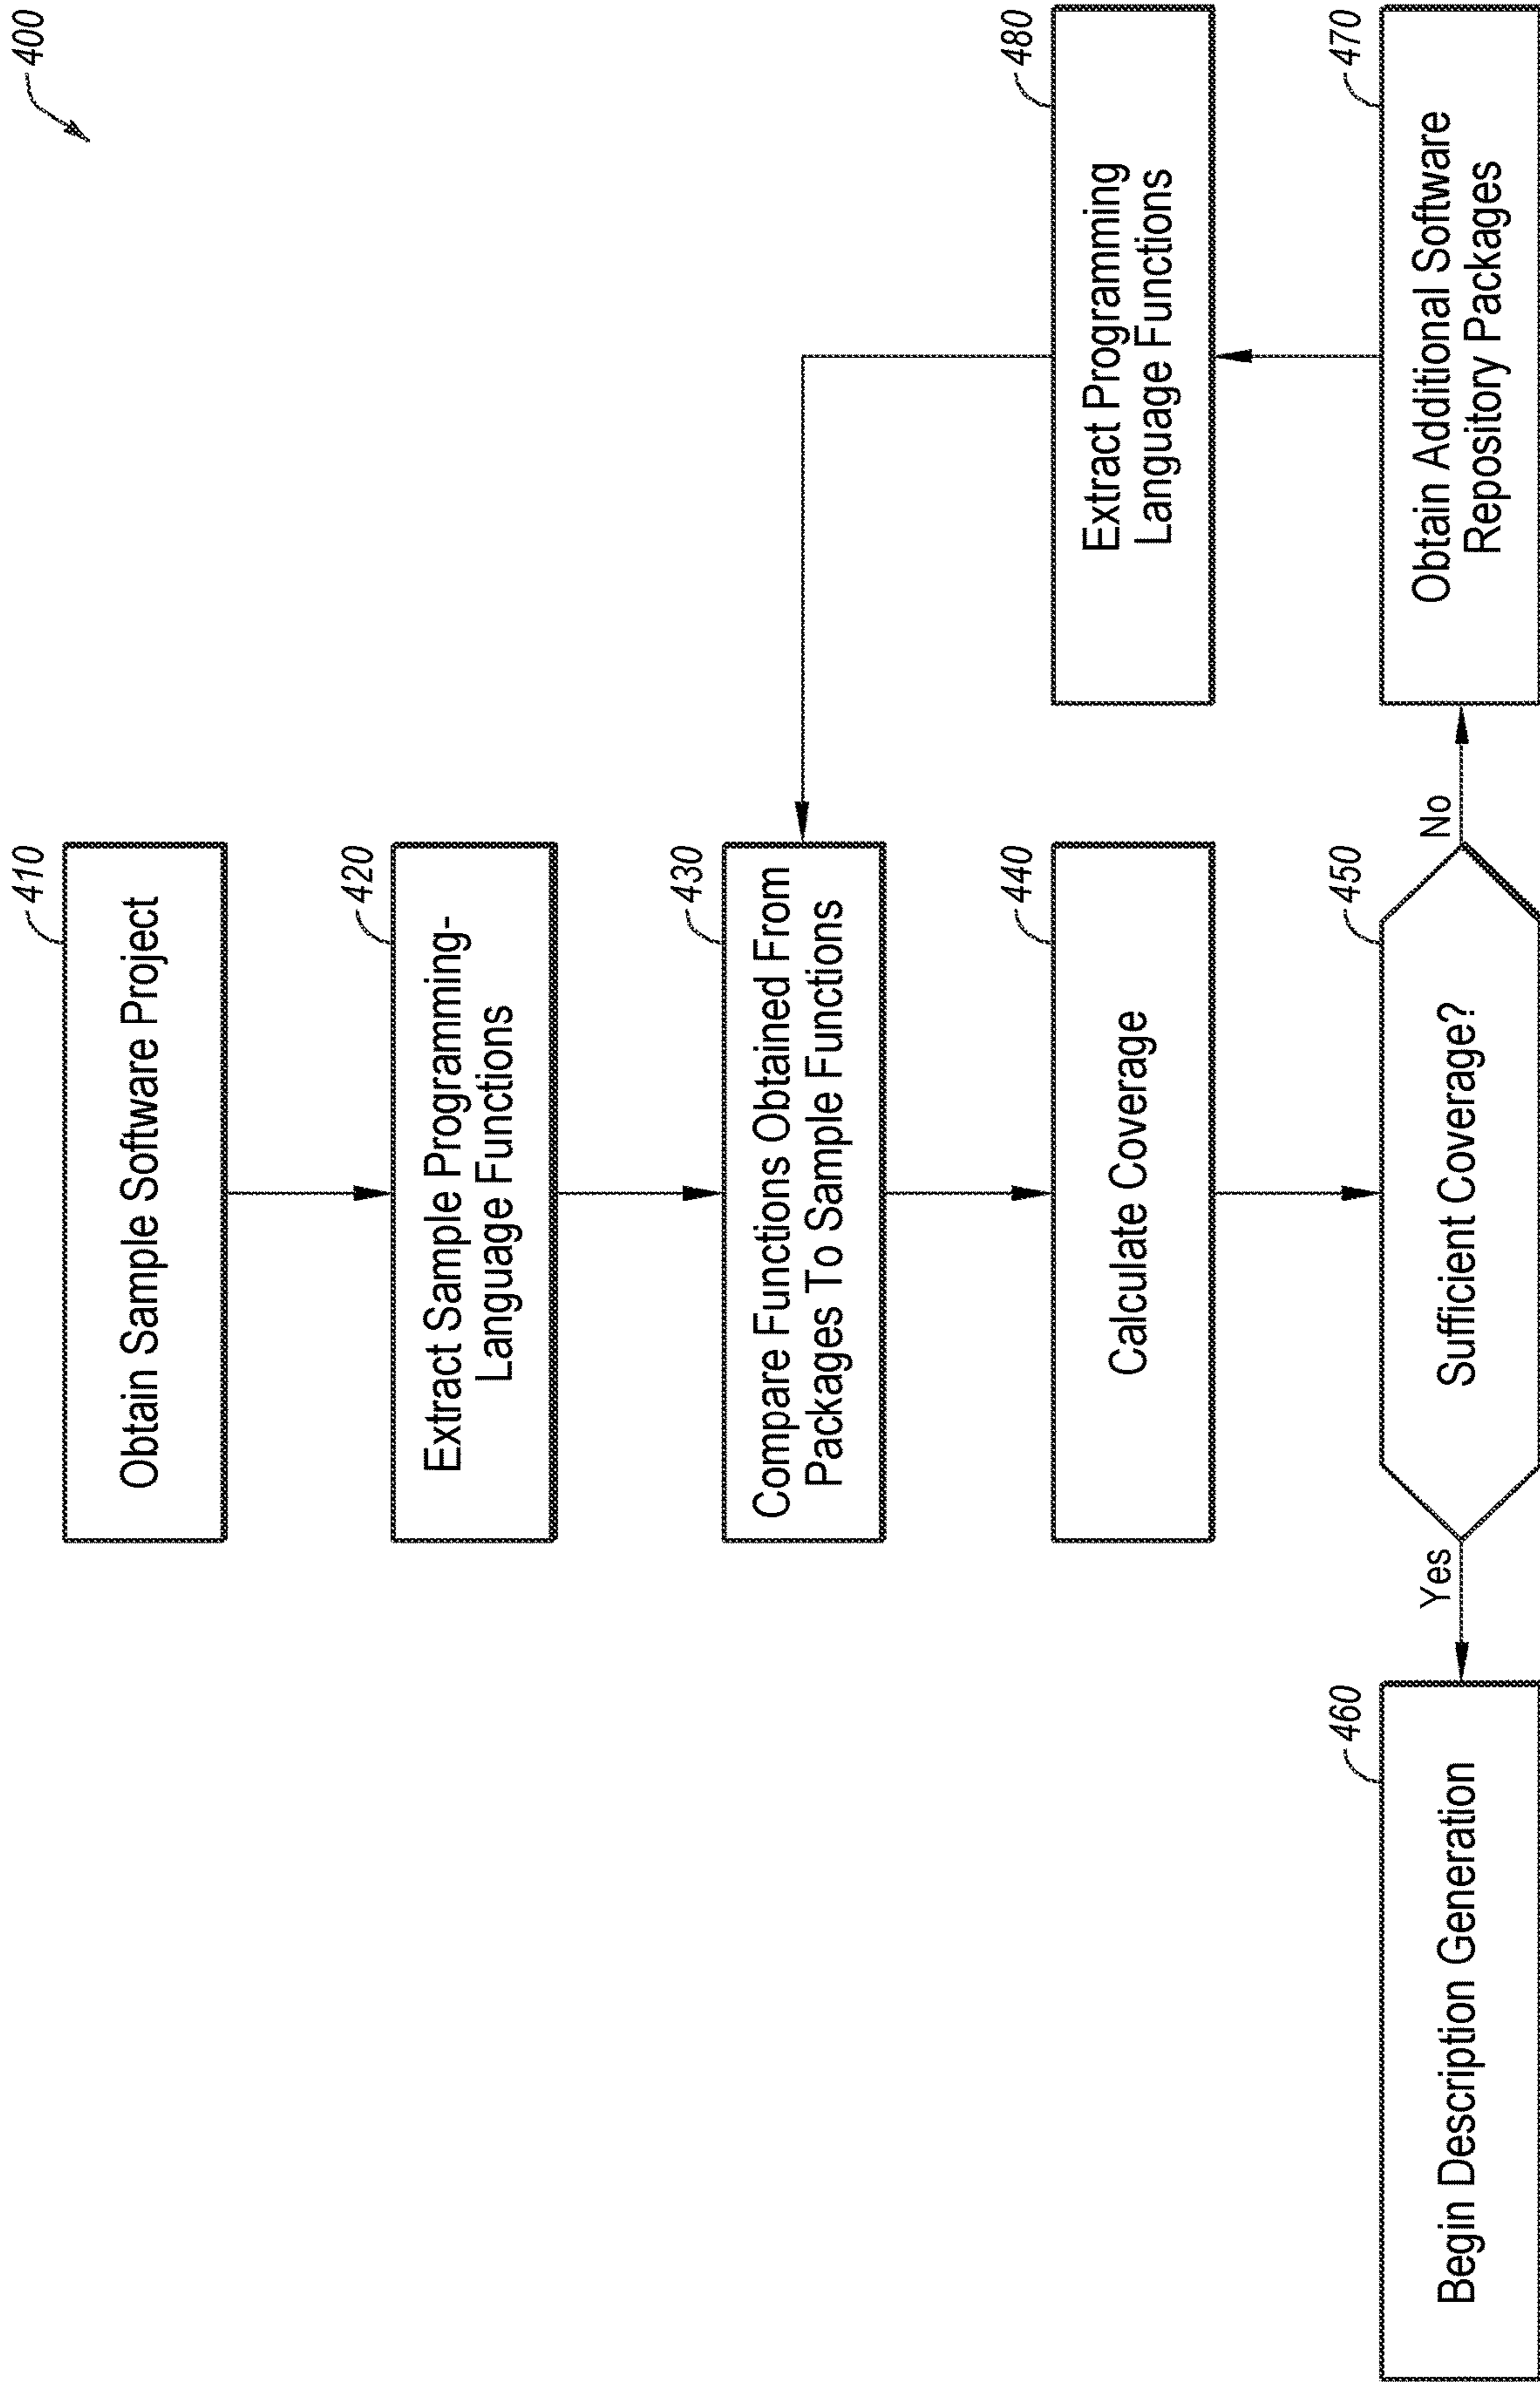 400
410
Obtain Sample Software Project
420
Extract Sample Programming-
Language Functions
430
Compare Functions Obtained From
Packages To Sample Functions
440
Calculate Coverage
450
Sufficient Coverage?
Yes
No
460
Begin Description Generation
470
Obtain Additional Software
Repository Packages
480
Extract Programming
Language Functions